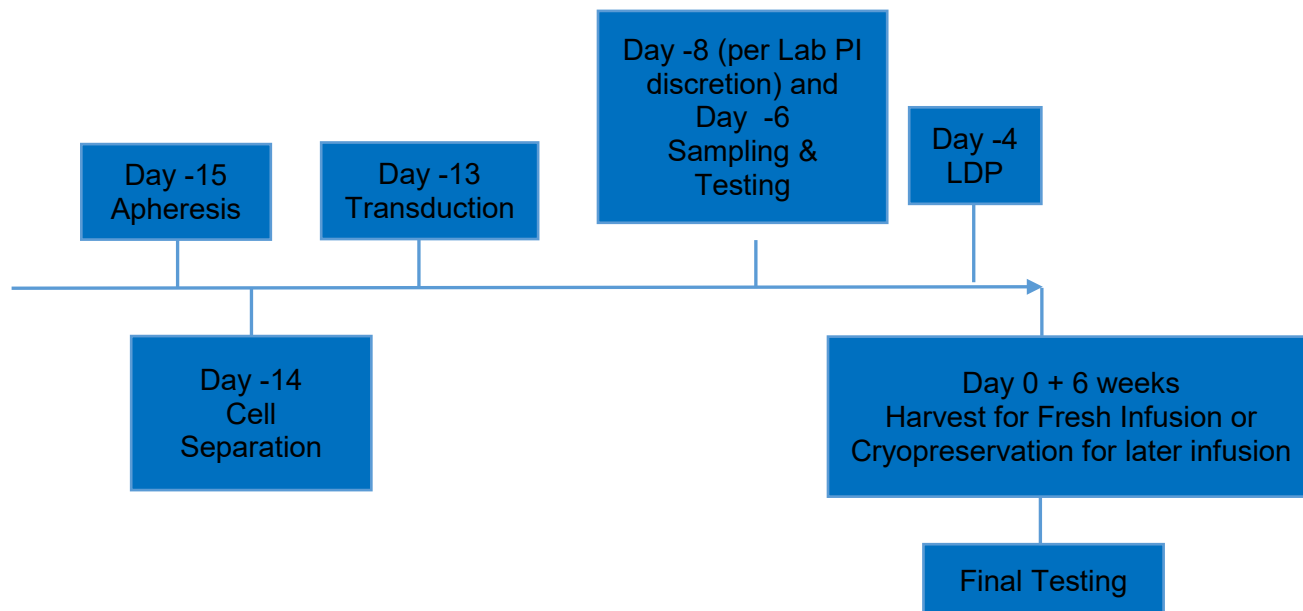 Day -15
Apheresis
Day -14
Cell
Separation
Day -13
Transduction
Day -8 (per Lab PI
discretion) and
Day -6
Sampling &
Testing
Day -4
LDP
Day 0 + 6 weeks
Harvest for Fresh Infusion or
Cryopreservation for later infusion
Final Testing